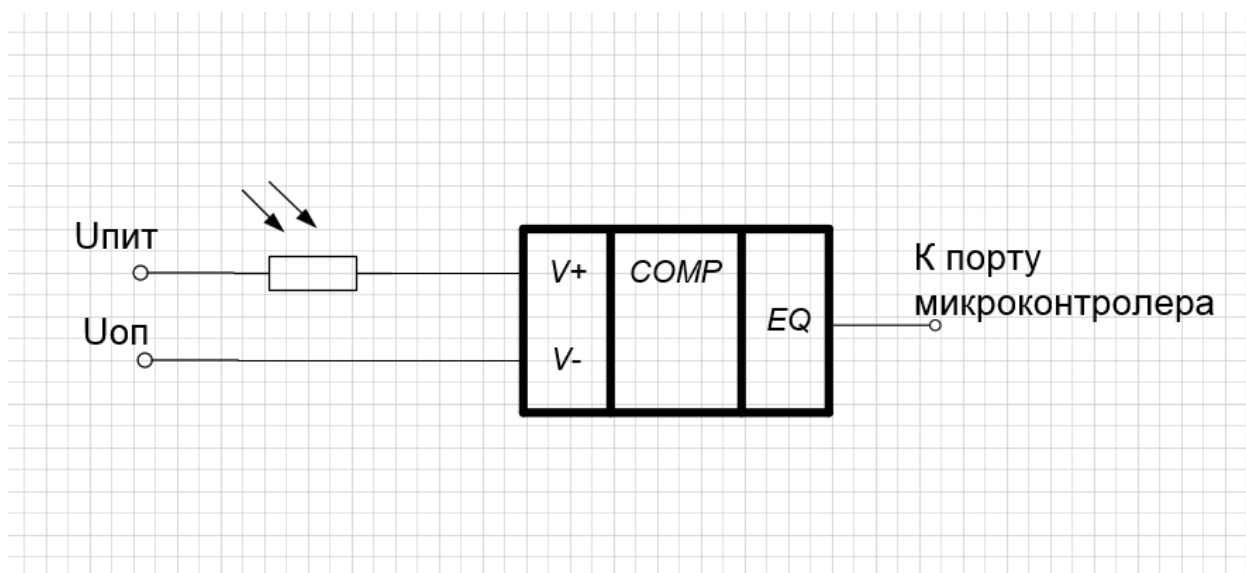 Uпит
Uоп
V+
COMP
EQ
V-
К порту
микроконтролера